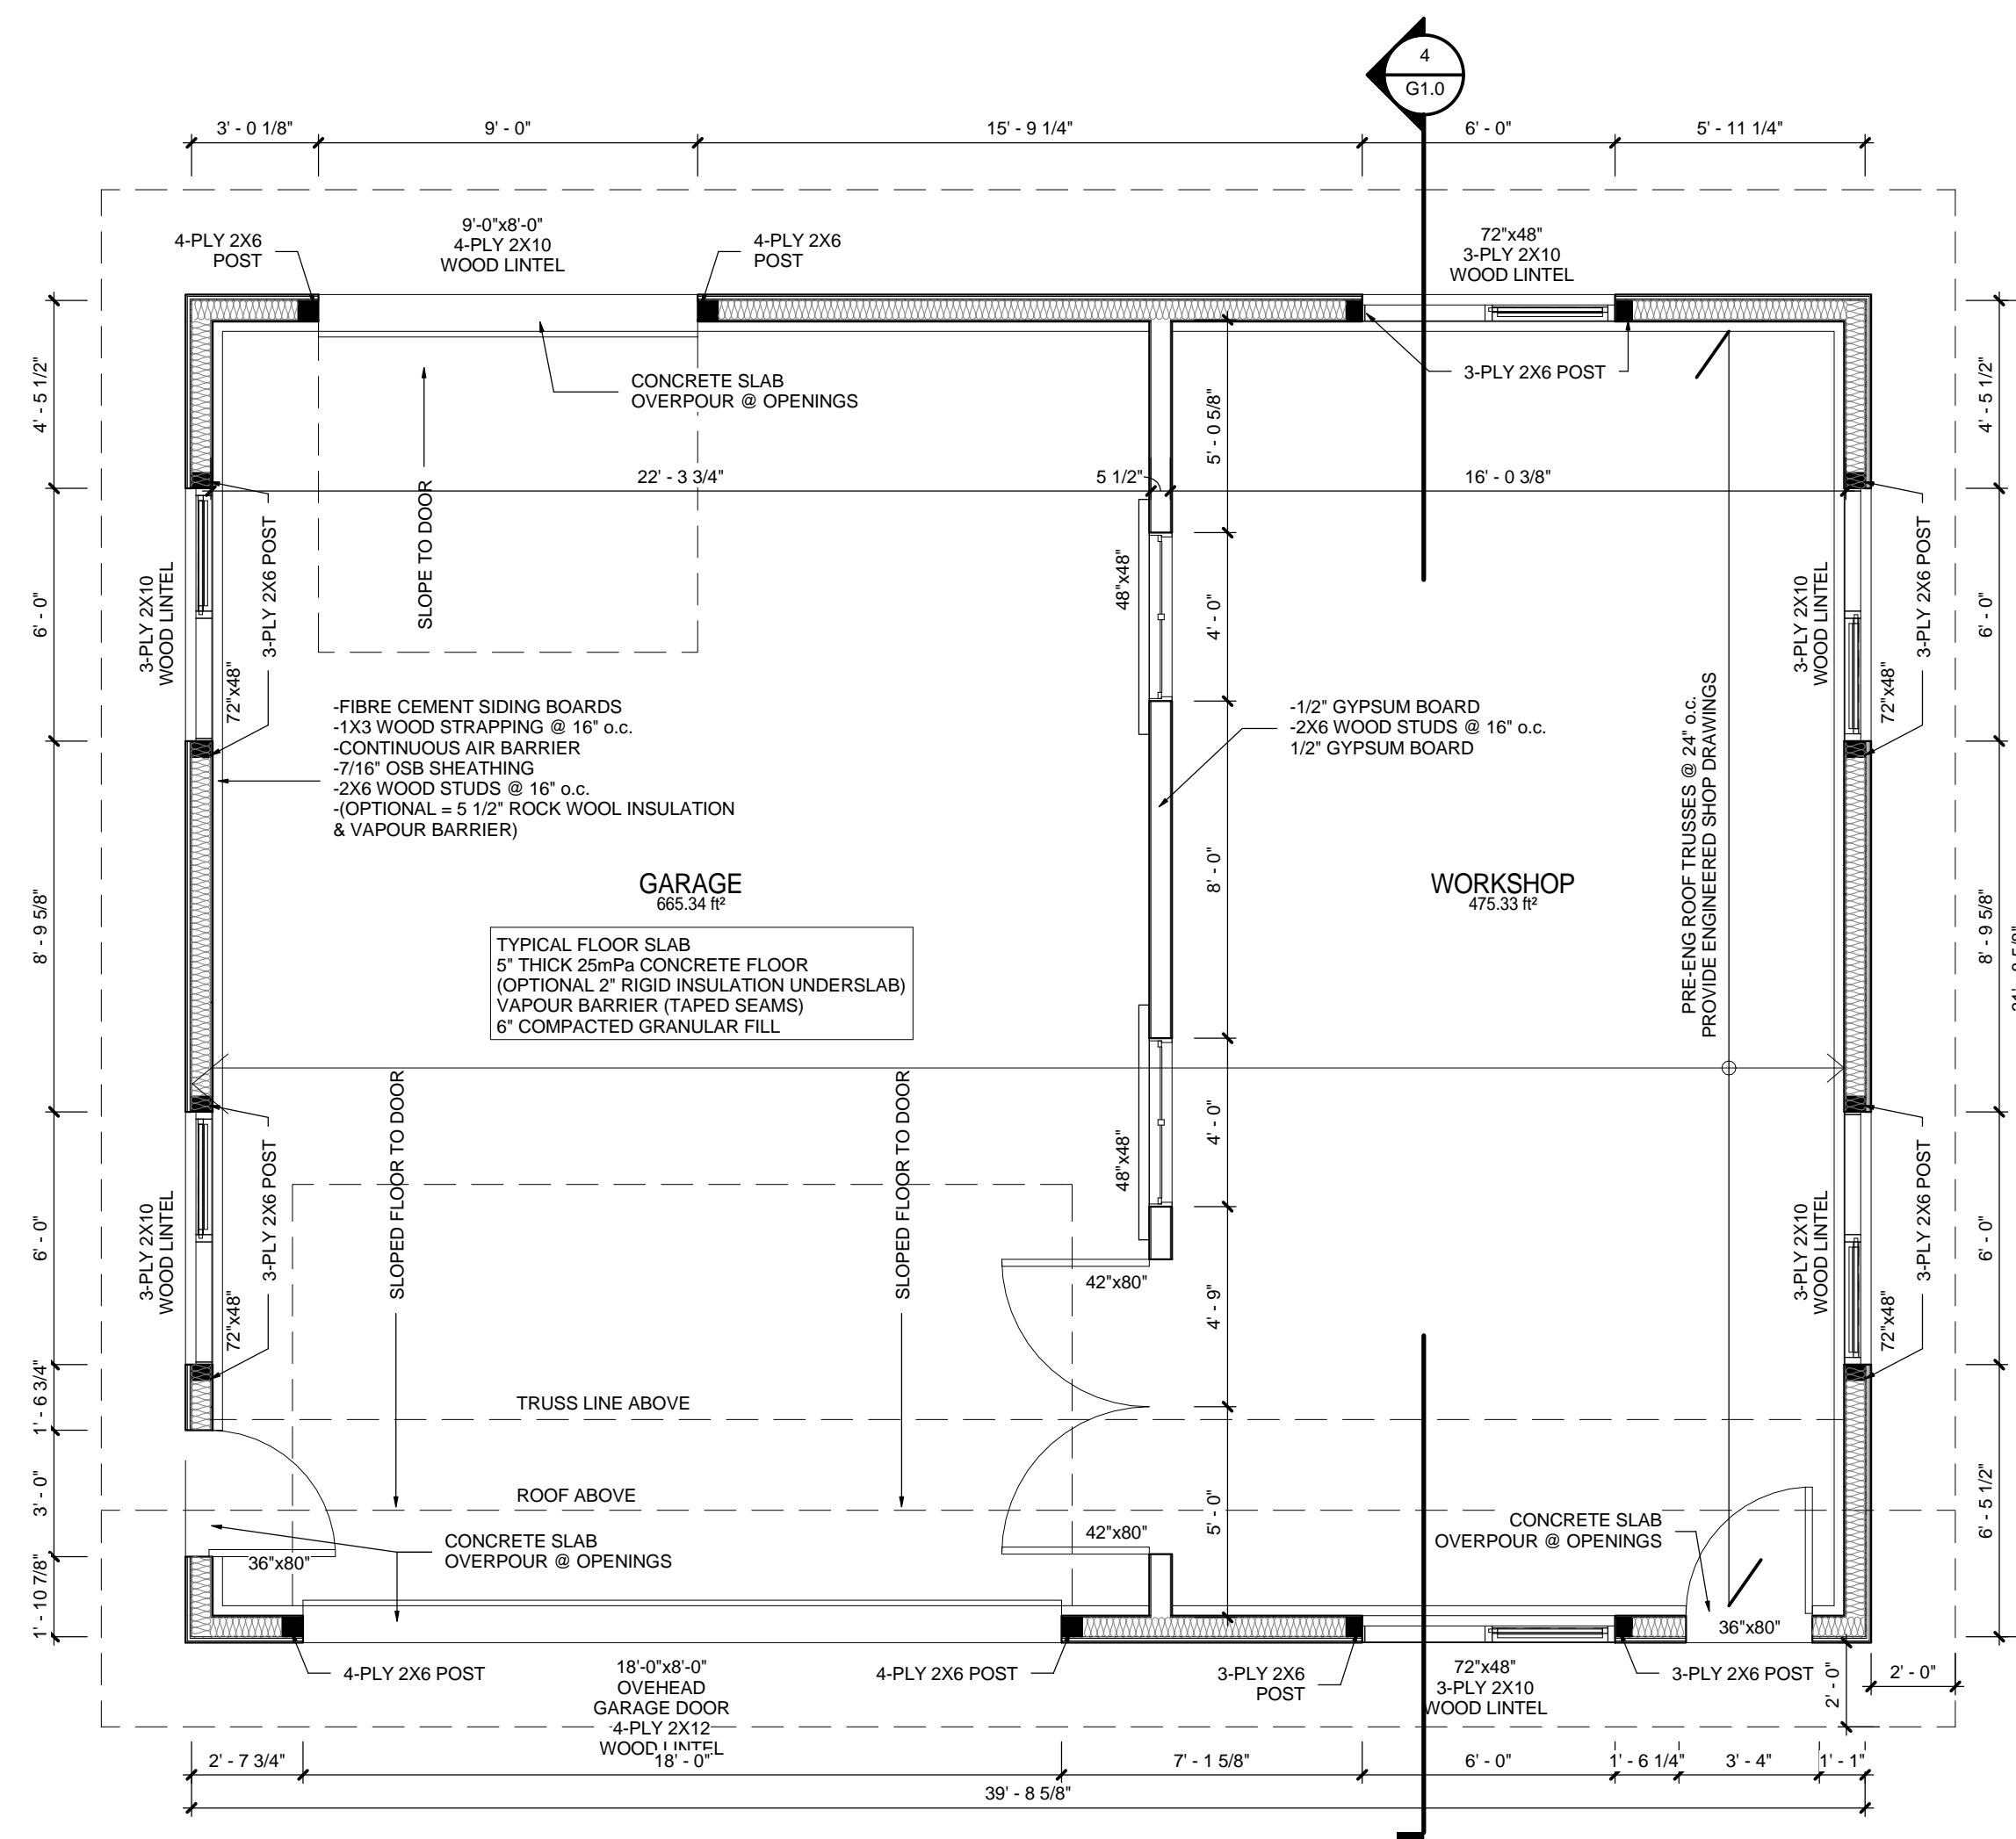 4
G1.0
3' - 0 1/8"
9' - 0"
15' - 9 1/4"
6' - 0"
5' - 11 1/4"
4-PLY 2X6
POST
9'-0"x8'-0"
4-PLY 2X10
WOOD LINTEL
4-PLY 2X6
POST
72"x48"
3-PLY 2X10
WOOD LINTEL
4' - 5 1/2"
CONCRETE SLAB
OVERPOUR @ OPENINGS
3-PLY 2X6 POST
5' - 0 5/8"
4' - 5 1/2"
22' - 3 3/4"
5 1/2"
16' - 0 3/8"
SLOPE TO DOOR
6' - 0"
3-PLY 2X10
WOOD LINTEL
3-PLY 2X6 POST
72"x48"
48"x48"
4' - 0"
3-PLY 2X10
WOOD LINTEL
3-PLY 2X6 POST
72"x48"
6' - 0"
-FIBRE CEMENT SIDING BOARDS
-1X3 WOOD STRAPPING @ 16" o.c.
-CONTINUOUS AIR BARRIER
-7/16" OSB SHEATHING
-2X6 WOOD STUDS @ 16" o.c.
-(OPTIONAL = 5 1/2" ROCK WOOL INSULATION
& VAPOUR BARRIER)
-1/2" GYPSUM BOARD
-2X6 WOOD STUDS @ 16" o.c.
1/2" GYPSUM BOARD
PRE-ENG ROOF TRUSSES @ 24" o.c.
PROVIDE ENGINEERED SHOP DRAWINGS
8' - 9 5/8"
GARAGE
665.34 ft²
8' - 0"
WORKSHOP
475.33 ft²
8' - 9 5/8"
TYPICAL FLOOR SLAB
5" THICK 25mPa CONCRETE FLOOR
(OPTIONAL 2" RIGID INSULATION UNDERSLAB)
VAPOUR BARRIER (TAPED SEAMS)
6" COMPACTED GRANULAR FILL
6' - 0"
3-PLY 2X10
WOOD LINTEL
3-PLY 2X6 POST
72"x48"
SLOPED FLOOR TO DOOR
SLOPED FLOOR TO DOOR
48"x48"
4' - 0"
3-PLY 2X10
WOOD LINTEL
3-PLY 2X6 POST
72"x48"
6' - 0"
42"x80"
4' - 9"
1' - 6 3/4"
TRUSS LINE ABOVE
3' - 0"
ROOF ABOVE
CONCRETE SLAB
OVERPOUR @ OPENINGS
42"x80"
5' - 0"
CONCRETE SLAB
OVERPOUR @ OPENINGS
6' - 5 1/2"
36"x80"
1' - 10 7/8"
36"x80"
4-PLY 2X6 POST
18'-0"x8'-0"
OVEHEAD
GARAGE DOOR
4-PLY 2X12
WOOD LINTEL
4-PLY 2X6 POST
3-PLY 2X6
POST
72"x48"
3-PLY 2X10
WOOD LINTEL
3-PLY 2X6 POST
2' - 0"
2' - 0"
2' - 7 3/4"
18' - 0"
7' - 1 5/8"
6' - 0"
1' - 6 1/4"
3' - 4"
1' - 1"
39' - 8 5/8"